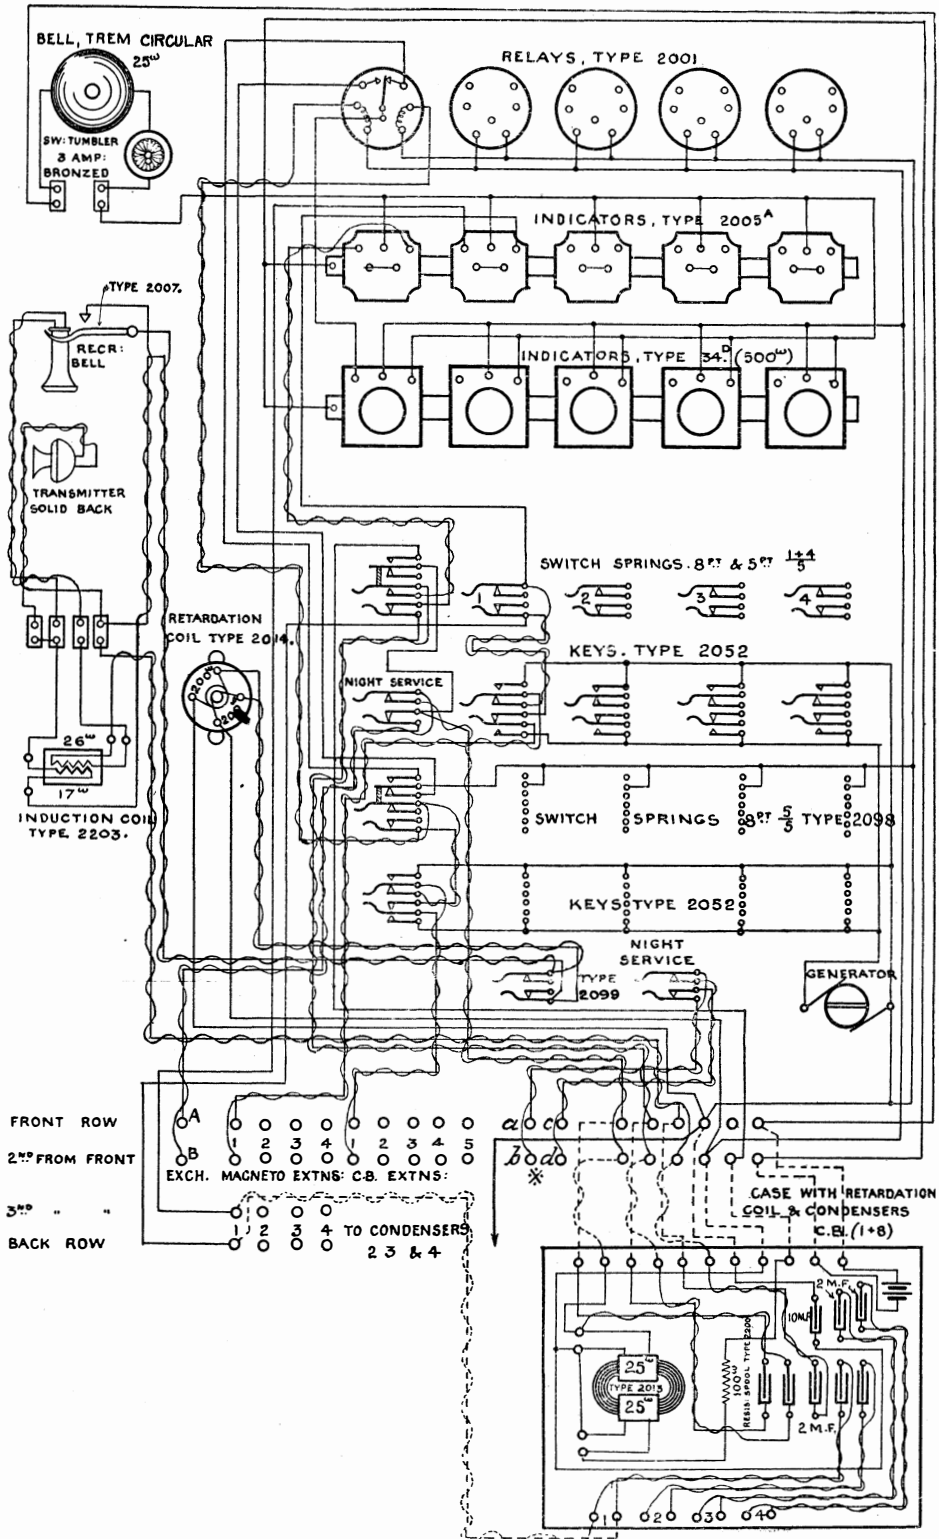 BELL, TREM CIRCULAR
25ω
SW: TUMBLER
3 AMP:
BRONZED
RELAYS, TYPE 2001
INDICATORS, TYPE 2005A
TYPE 2007.
RECR:
BELL
INDICATORS, TYPE 34.D (500ω)
TRANSMITTER
SOLID BACK
SWITCH SPRINGS. 8PT & 5PT 1+4/5
1 2 3 4
RETARDATION
COIL TYPE 2014.
200ω
200
KEYS. TYPE 2052
NIGHT SERVICE
26ω
17ω
INDUCTION COIL
TYPE 2203.
SWITCH SPRINGS 8PT 5/5 TYPE 2098
KEYS TYPE 2052
NIGHT
SERVICE
TYPE
2099
GENERATOR
FRONT ROW
A
a c
1 2 3 4 1 2 3 4 5
2ND FROM FRONT
B
b d
※
EXCH. MAGNETO EXTNS: C.B. EXTNS:
3RD " "
1 2 3 4 TO CONDENSERS
BACK ROW
2 3 & 4
CASE WITH RETARDATION
COIL & CONDENSERS
C.B. (1+8)
2 M.F.
10M.F.
25ω
TYPE 2013
25ω
100ω
RESIS: SPOOL TYPE 2200
2 M.F.
1 2 3 4